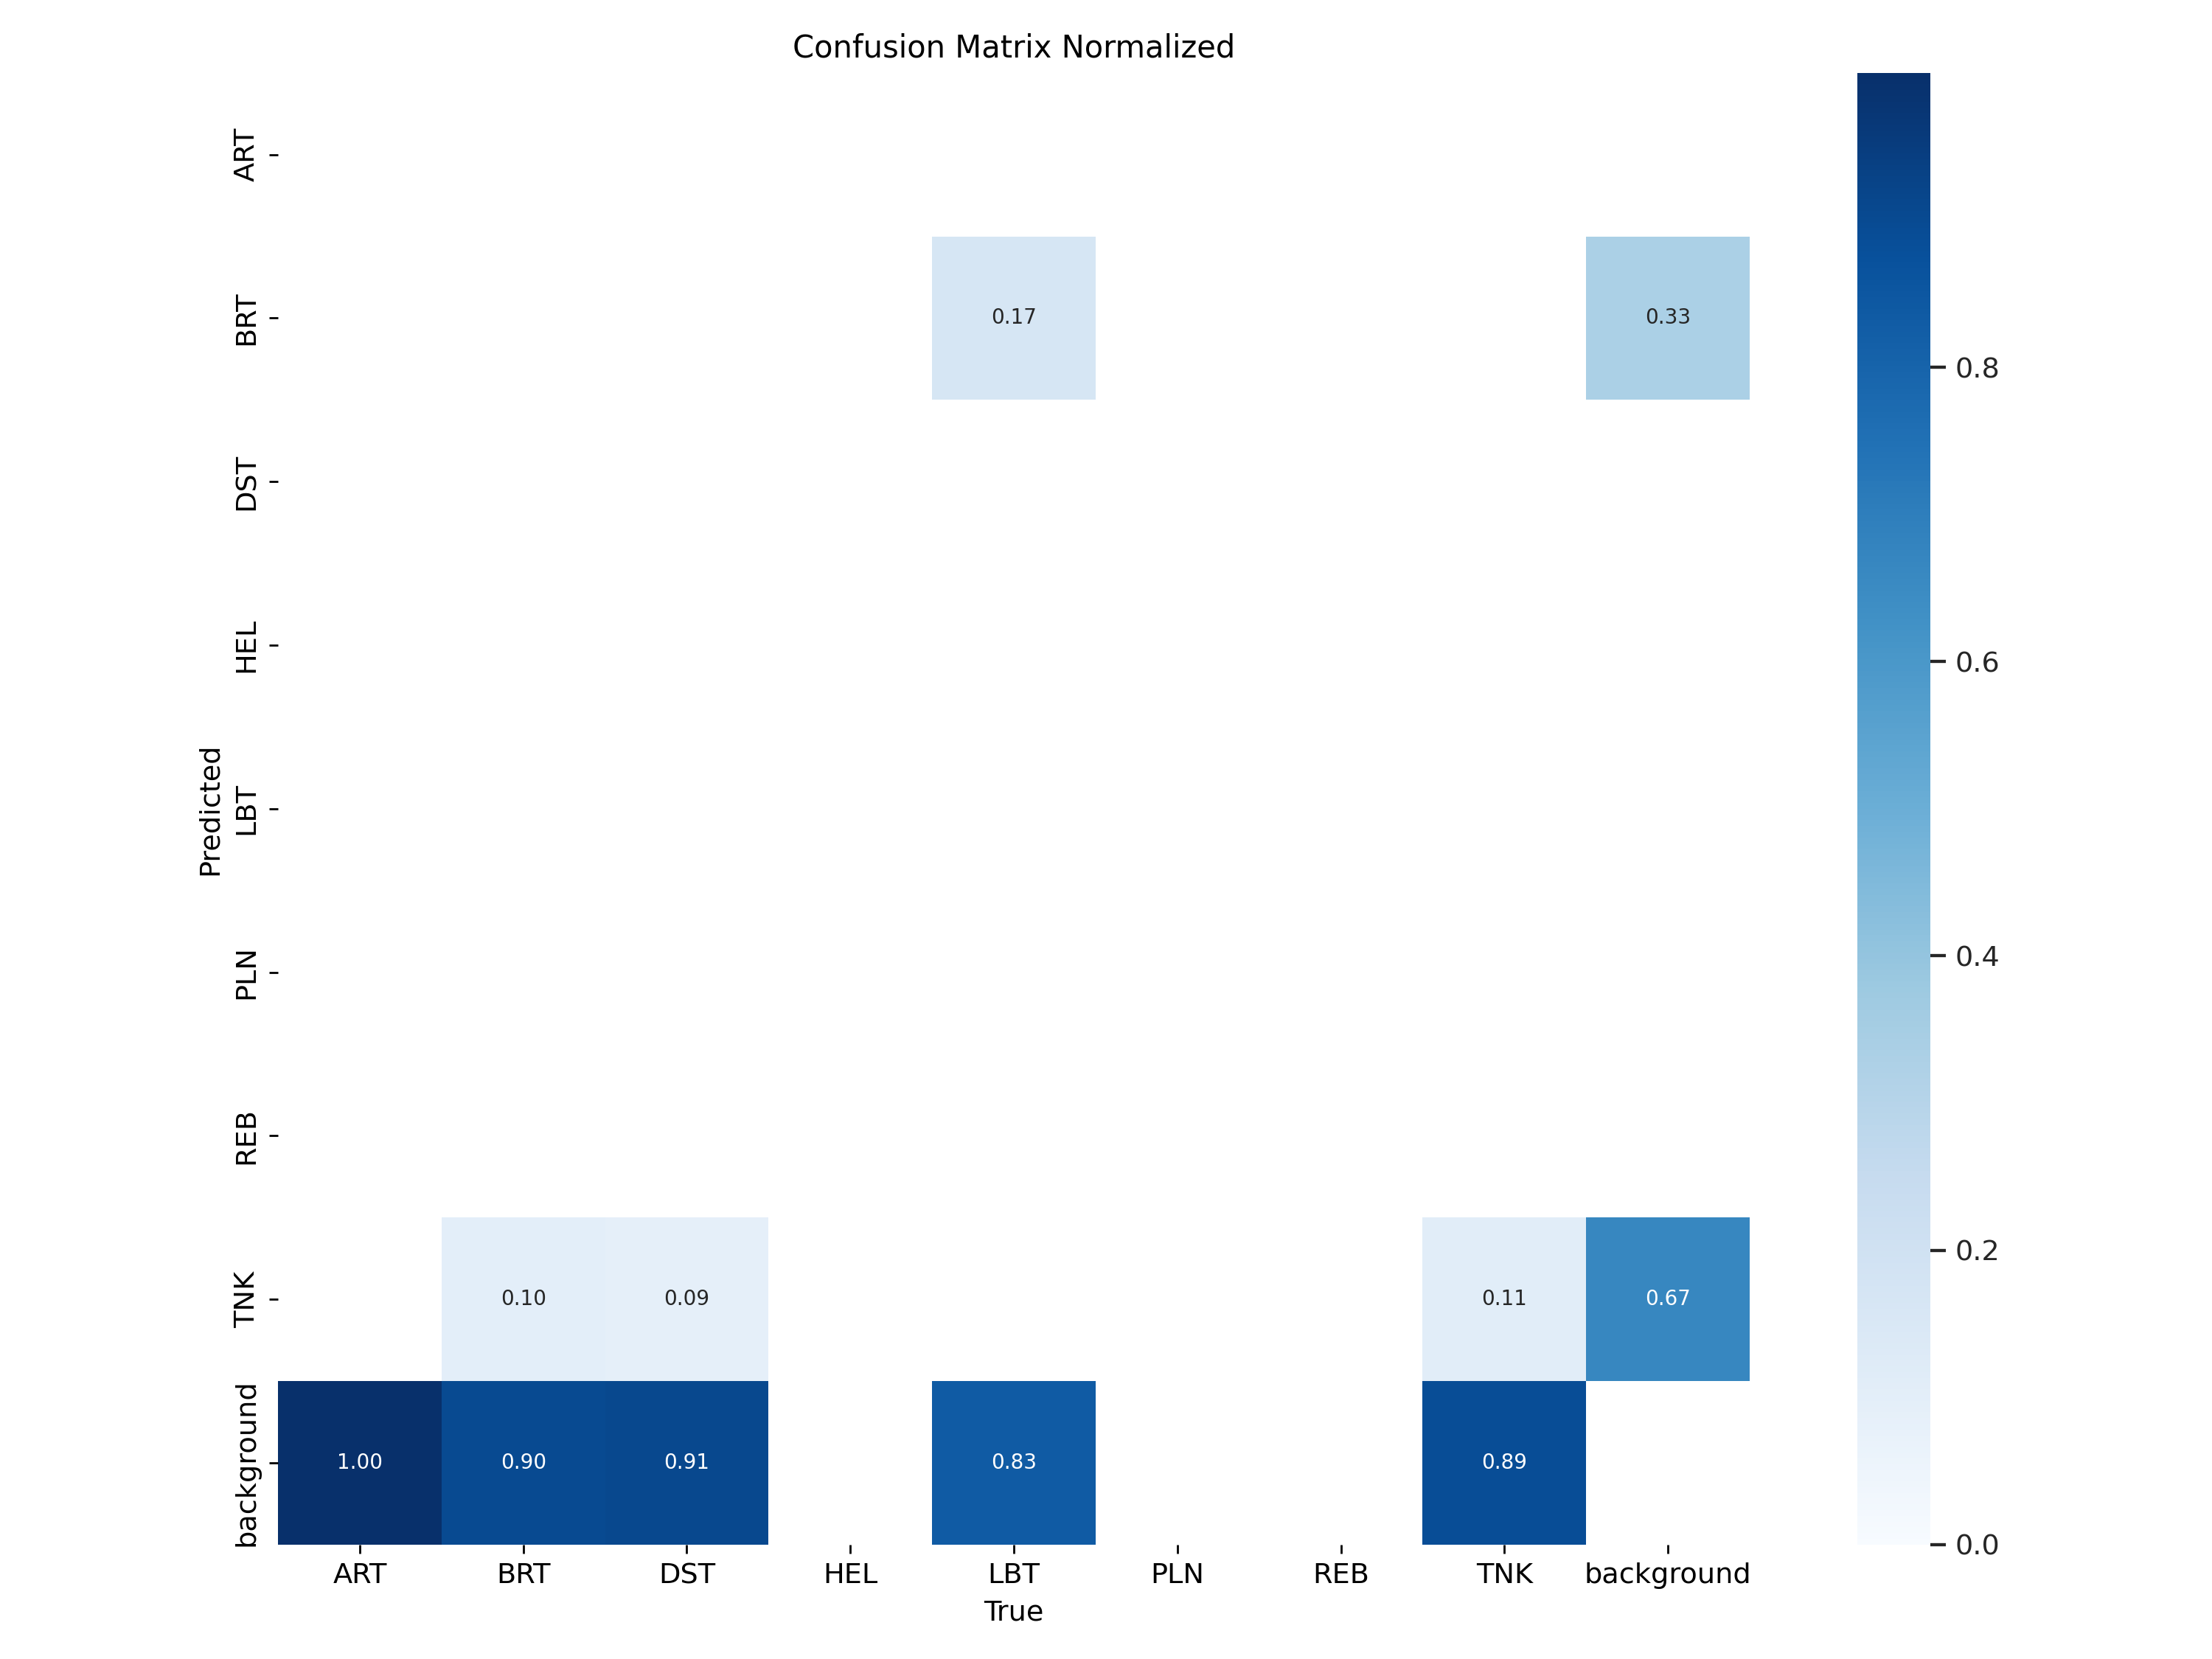 Confusion Matrix Normalized
ART
BRT
0.17
0.33
DST
HEL
LBT
PLN
REB
TNK
0.10
0.09
0.11
0.67
background
1.00
0.90
0.91
0.83
0.89
Predicted
ART
BRT
DST
HEL
LBT
PLN
REB
TNK
background
True
0.8
0.6
0.4
0.2
0.0